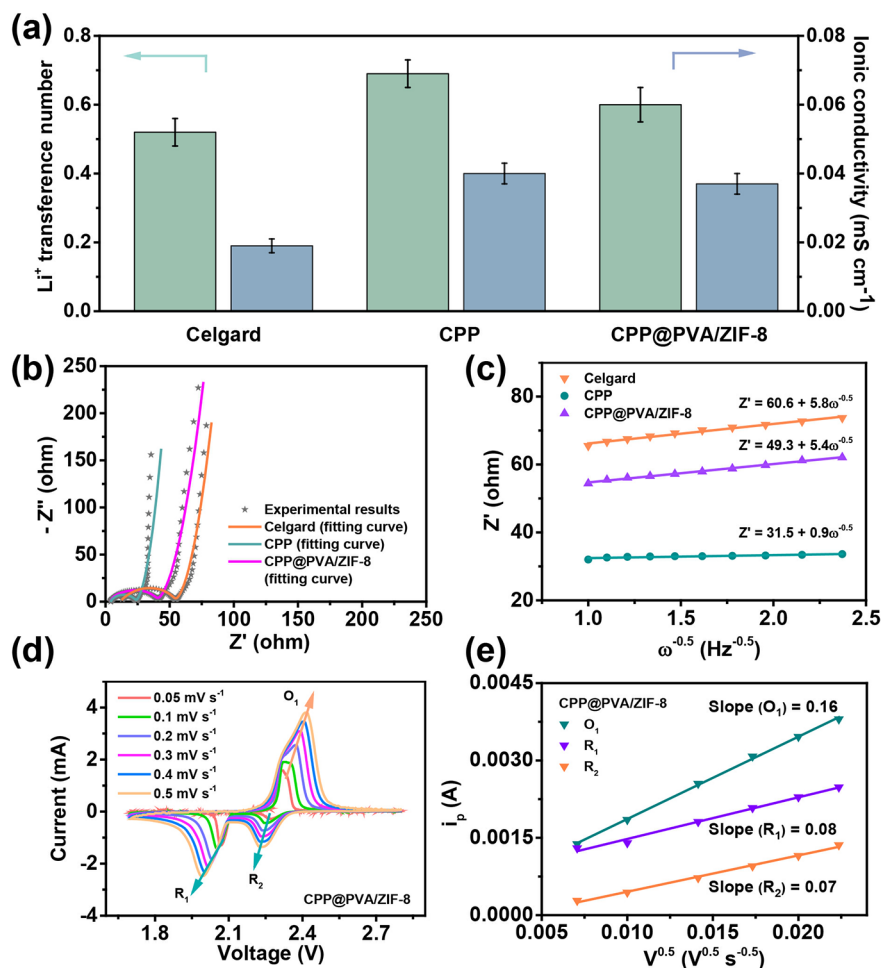 (a)
0.8
0.6
0.4
0.2
0.0
Li⁺ transference number
0.08
0.06
0.04
0.02
0.00
Ionic conductivity (mS cm⁻¹)
Celgard
CPP
CPP@PVA/ZIF-8
(b)
250
200
150
100
50
0
- Z'' (ohm)
Experimental results
Celgard (fitting curve)
CPP (fitting curve)
CPP@PVA/ZIF-8
(fitting curve)
0 50 100 150 200 250
Z' (ohm)
(c)
80
60
40
20
Z' (ohm)
Celgard
CPP
CPP@PVA/ZIF-8
Z' = 60.6 + 5.8ω⁻⁰·⁵
Z' = 49.3 + 5.4ω⁻⁰·⁵
Z' = 31.5 + 0.9ω⁻⁰·⁵
1.0 1.5 2.0 2.5
ω⁻⁰·⁵ (Hz⁻⁰·⁵)
(d)
4
2
0
-2
-4
Current (mA)
0.05 mV s⁻¹
0.1 mV s⁻¹
0.2 mV s⁻¹
0.3 mV s⁻¹
0.4 mV s⁻¹
0.5 mV s⁻¹
O₁
R₁
R₂
CPP@PVA/ZIF-8
1.8 2.1 2.4 2.7
Voltage (V)
(e)
0.0045
0.0030
0.0015
0.0000
iₚ (A)
CPP@PVA/ZIF-8
O₁
R₁
R₂
Slope (O₁) = 0.16
Slope (R₁) = 0.08
Slope (R₂) = 0.07
0.005 0.010 0.015 0.020
V⁰·⁵ (V⁰·⁵ s⁻⁰·⁵)